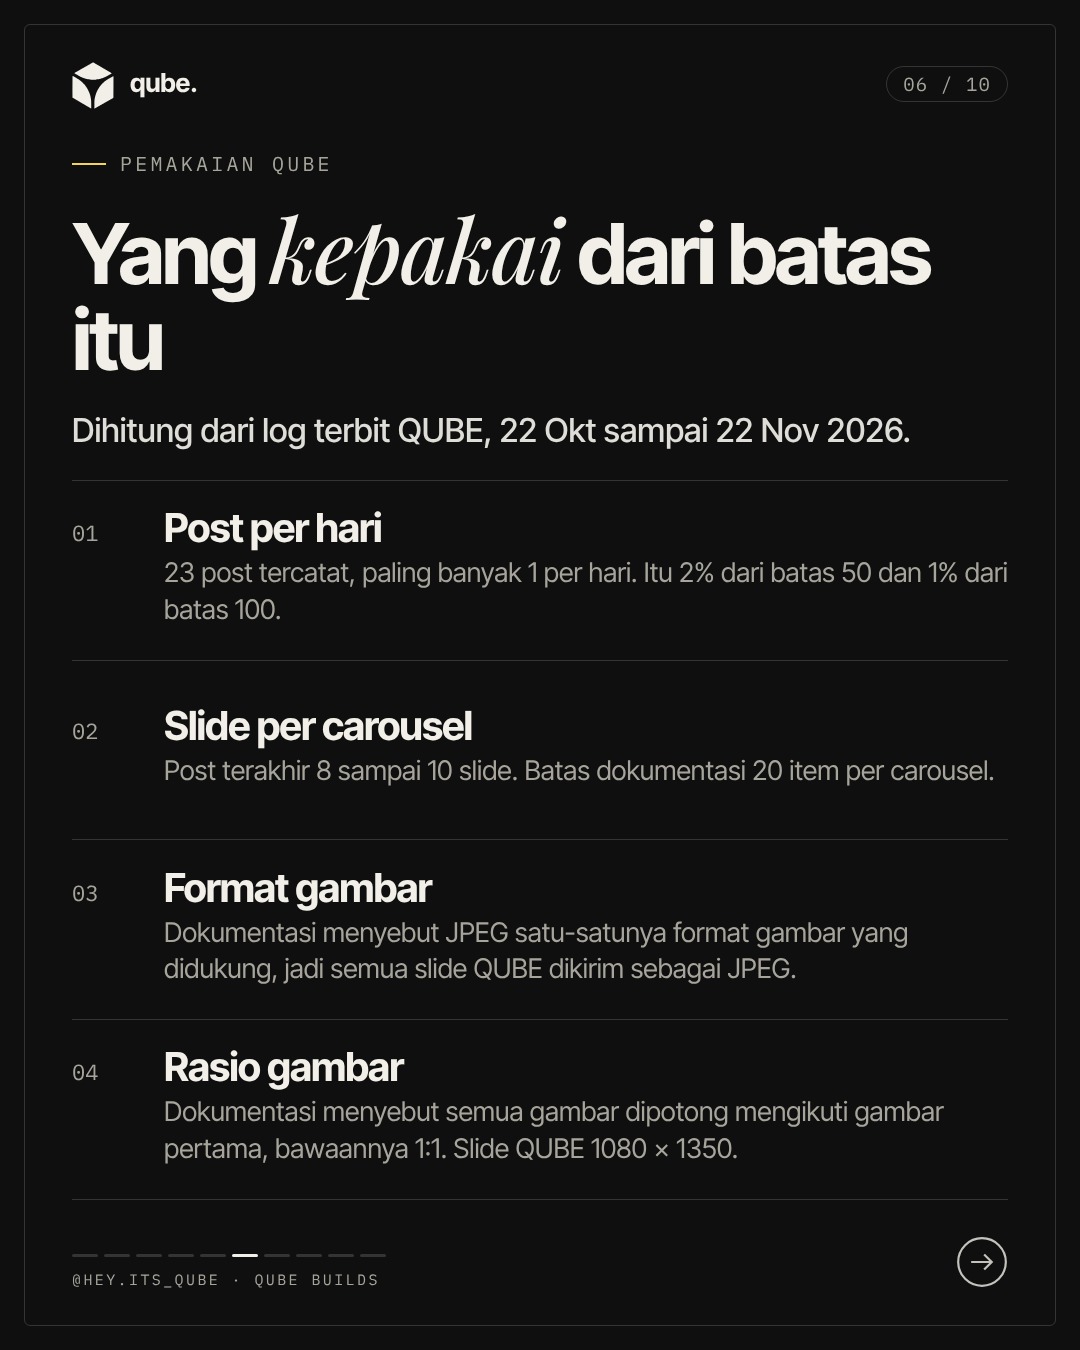 qube.
06 / 10
PEMAKAIAN QUBE
Yang kepakai dari batas
itu
Dihitung dari log terbit QUBE, 22 Okt sampai 22 Nov 2026.
01
Post per hari
23 post tercatat, paling banyak 1 per hari. Itu 2% dari batas 50 dan 1% dari
batas 100.
02
Slide per carousel
Post terakhir 8 sampai 10 slide. Batas dokumentasi 20 item per carousel.
03
Format gambar
Dokumentasi menyebut JPEG satu-satunya format gambar yang
didukung, jadi semua slide QUBE dikirim sebagai JPEG.
04
Rasio gambar
Dokumentasi menyebut semua gambar dipotong mengikuti gambar
pertama, bawaannya 1:1. Slide QUBE 1080 × 1350.
@HEY.ITS_QUBE · QUBE BUILDS